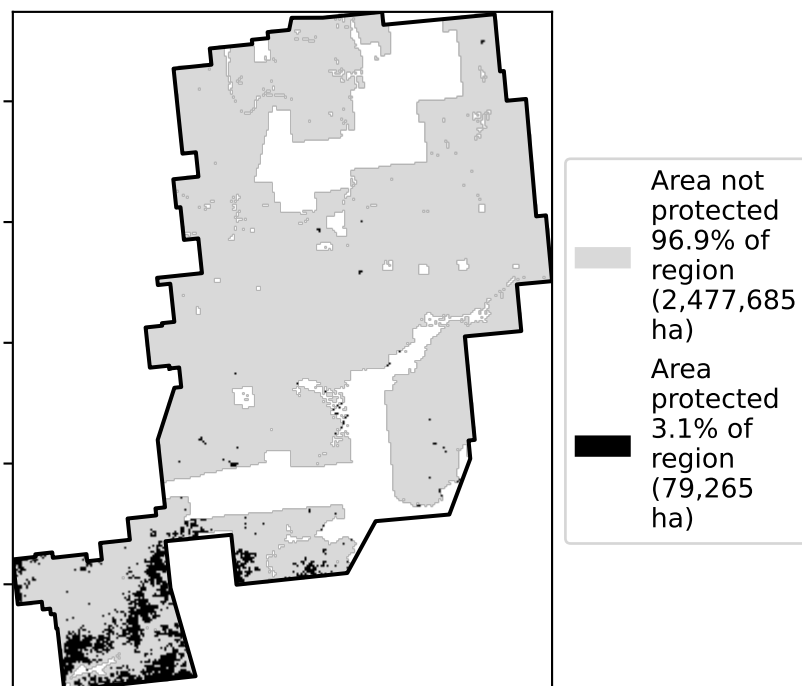 Area not
protected
96.9% of
region
(2,477,685
ha)
Area
protected
3.1% of
region
(79,265
ha)